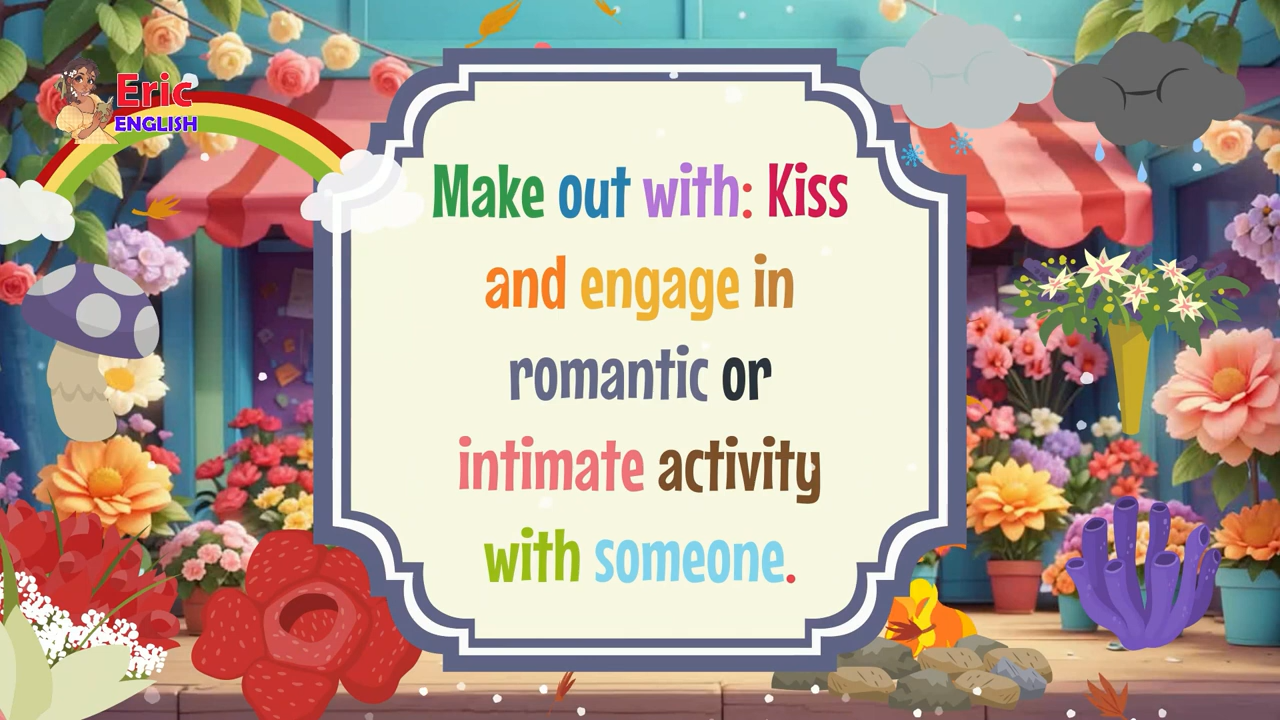 Eric
ENGLISH
Make out with: Kiss
and engage in
romantic or
intimate activity
with someone.